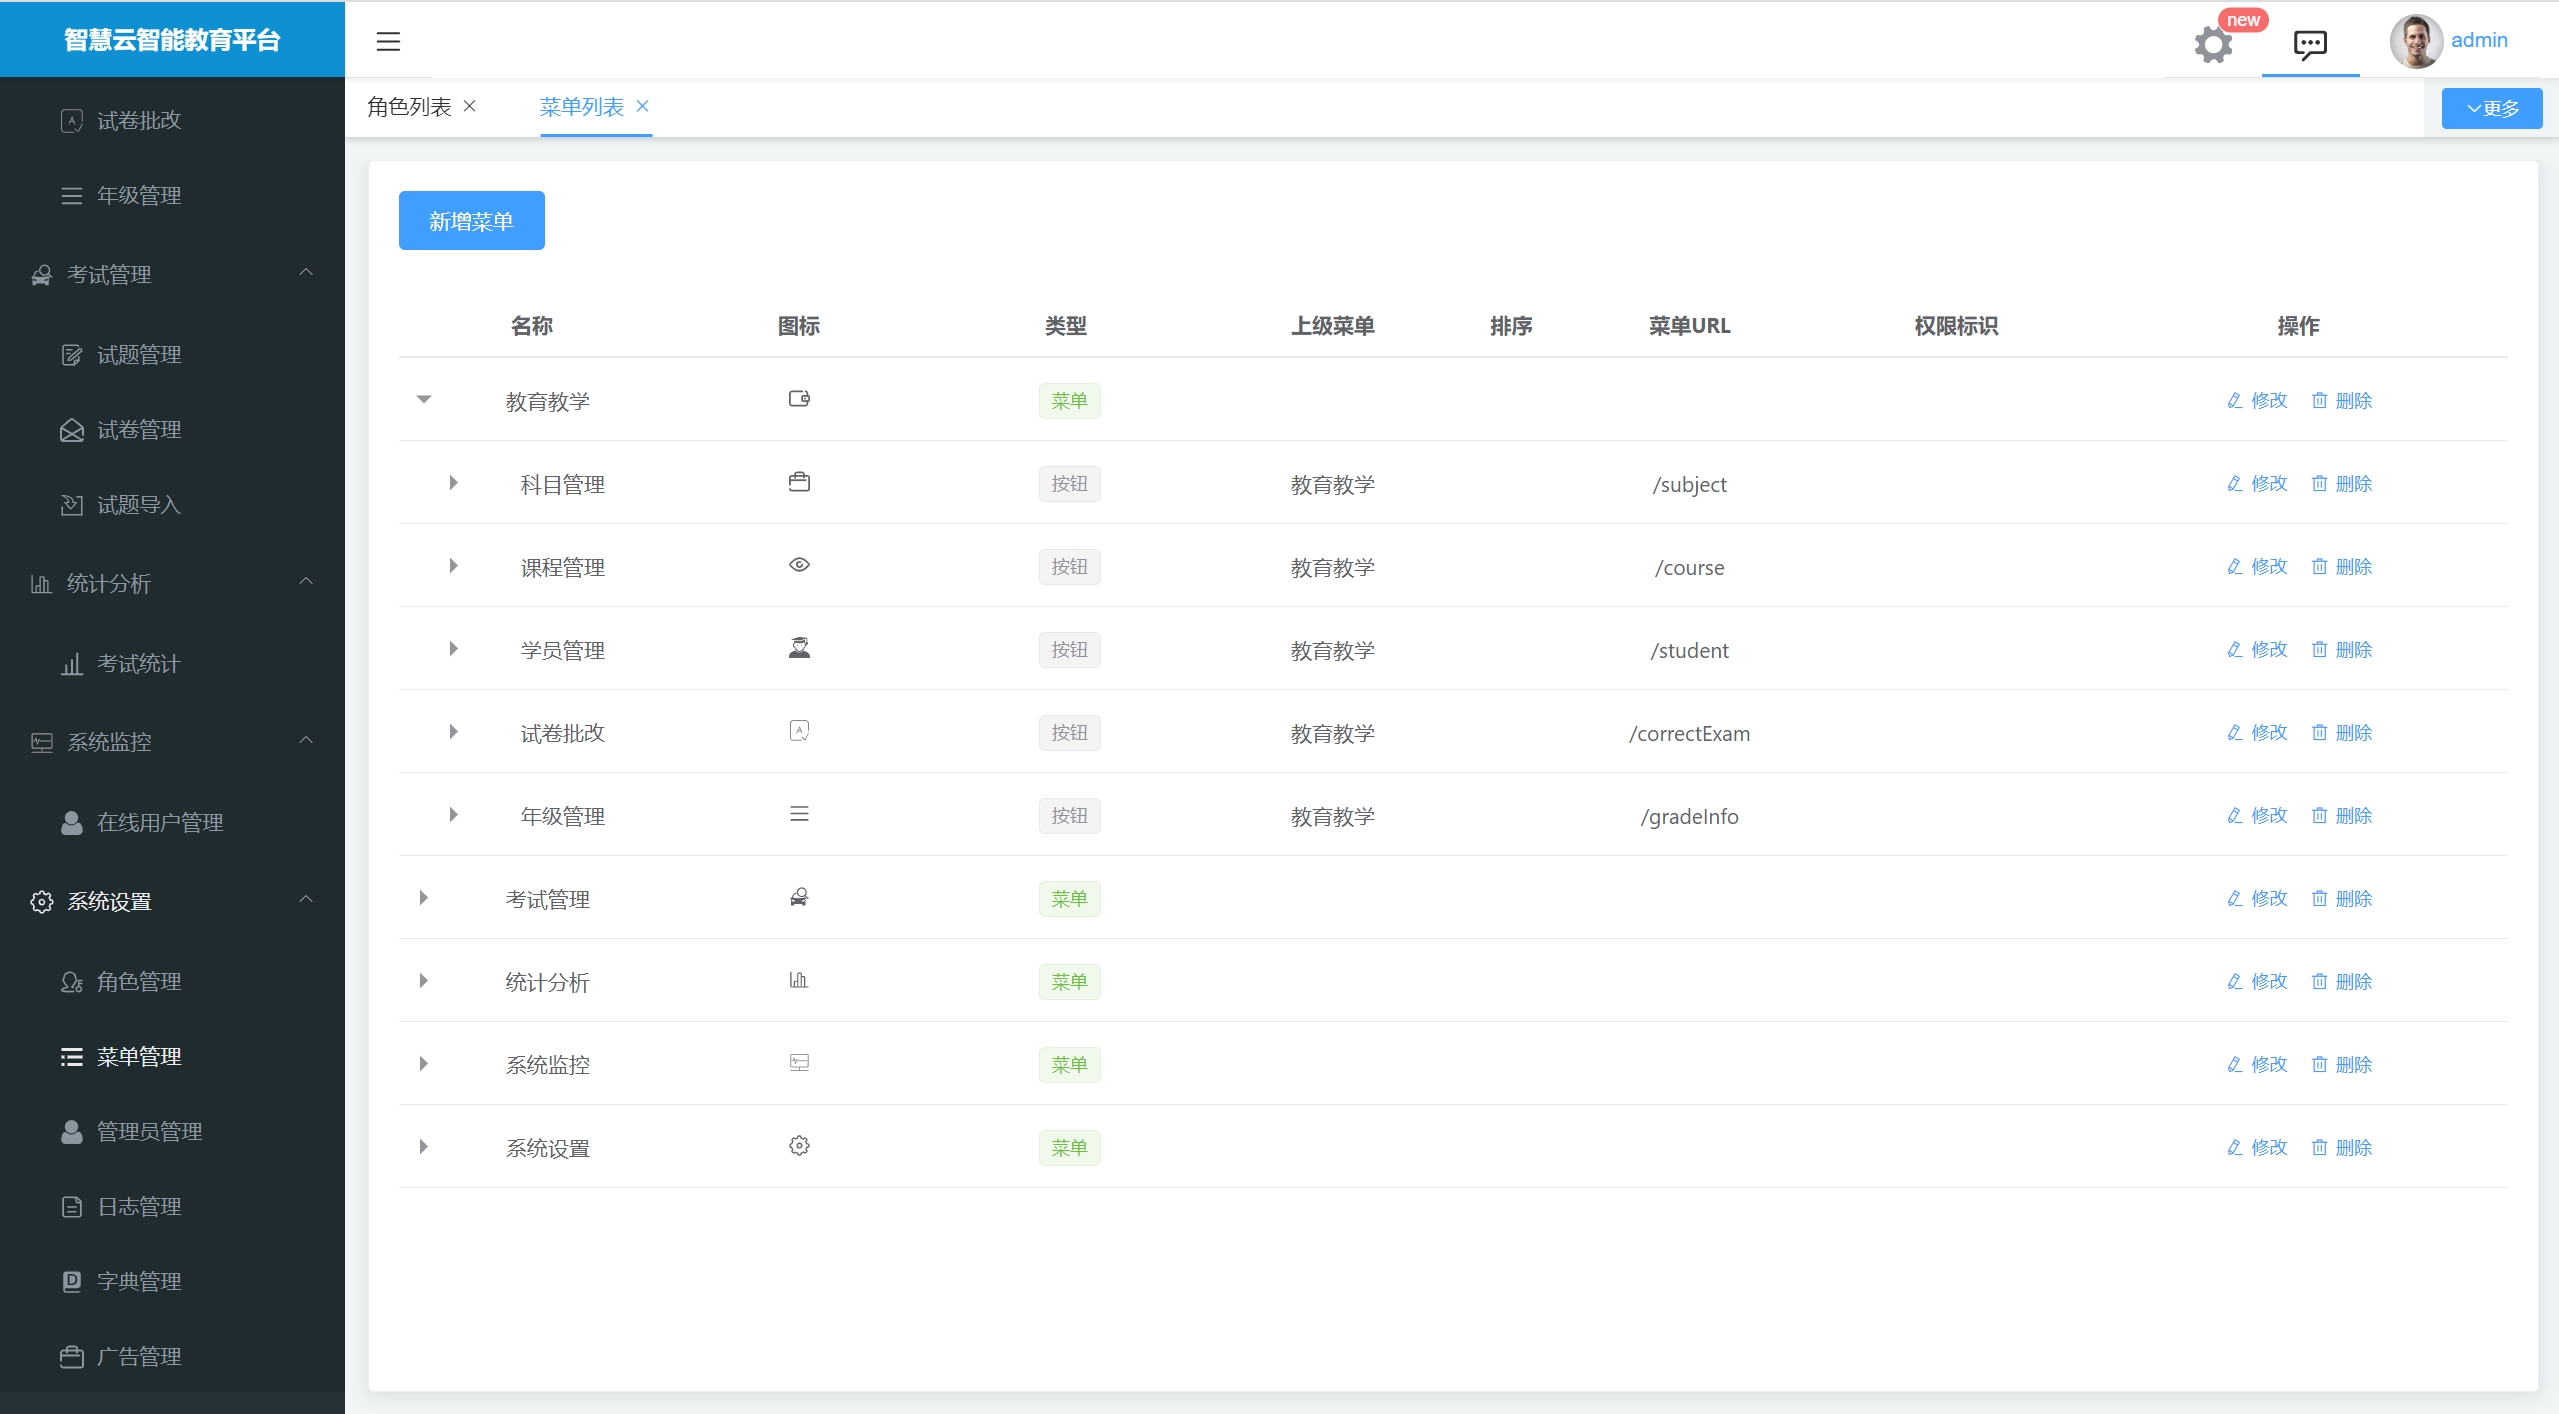 智慧云智能教育平台
new
admin
角色列表
菜单列表
更多
试卷批改
年级管理
考试管理
试题管理
试卷管理
试题导入
统计分析
考试统计
系统监控
在线用户管理
系统设置
角色管理
菜单管理
管理员管理
日志管理
字典管理
广告管理
新增菜单
名称 图标 类型 上级菜单 排序 菜单URL 权限标识 操作
教育教学 菜单 修改 删除
科目管理 按钮 教育教学 /subject 修改 删除
课程管理 按钮 教育教学 /course 修改 删除
学员管理 按钮 教育教学 /student 修改 删除
试卷批改 按钮 教育教学 /correctExam 修改 删除
年级管理 按钮 教育教学 /gradeInfo 修改 删除
考试管理 菜单 修改 删除
统计分析 菜单 修改 删除
系统监控 菜单 修改 删除
系统设置 菜单 修改 删除